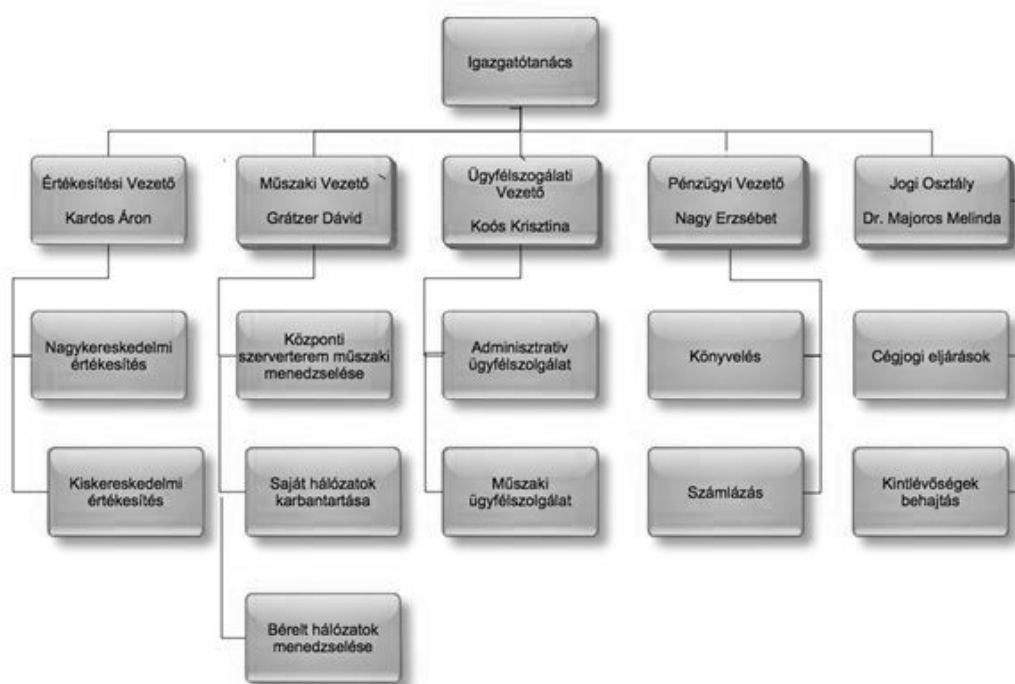 Igazgatótanács
Értékesítési Vezető
Kardos Áron
Műszaki Vezető
Grátzer Dávid
Ügyfélszogálati
Vezető
Koós Krisztina
Pénzügyi Vezető
Nagy Erzsébet
Jogi Osztály
Dr. Majoros Melinda
Nagykereskedelmi
értékesítés
Központi
szerverterem műszaki
menedzselése
Adminisztratív
ügyfélszolgálat
Könyvelés
Cégjogi eljárások
Kiskereskedelmi
értékesítés
Saját hálózatok
karbantartása
Műszaki
ügyfélszolgálat
Számlázás
Kintlévőségek
behajtás
Bérelt hálózatok
menedzselése